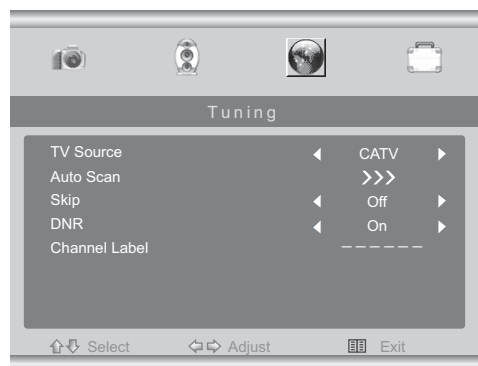 Tuning
TV Source CATV
Auto Scan >>>
Skip Off
DNR On
Channel Label – – – – – –
Select Adjust Exit